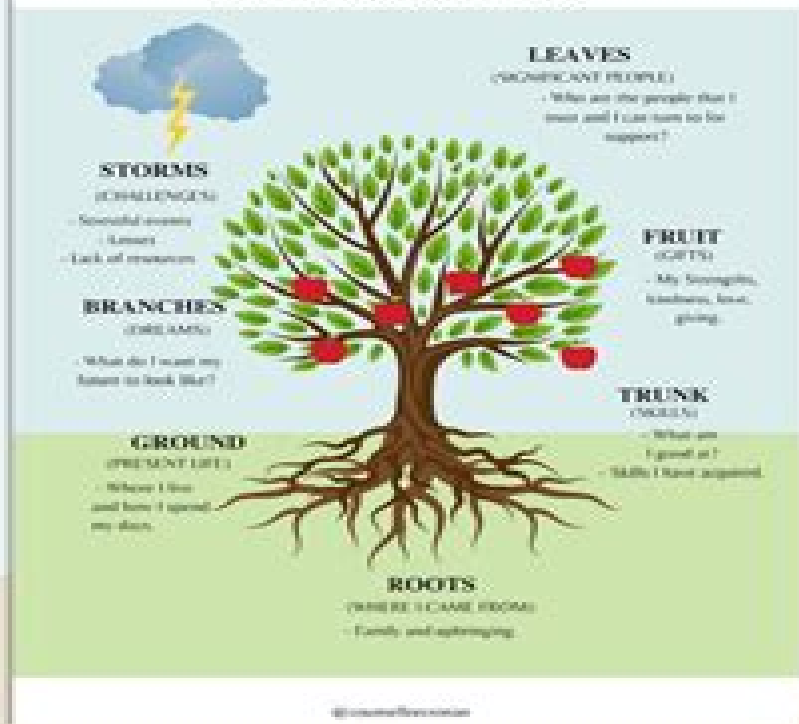 LEAVES
(SIGNIFICANT PEOPLE)
- Who are the people that I
trust and I can turn to for
support?
STORMS
(CHALLENGES)
- Stressful events
- Losses
- Lack of resources
FRUIT
(GIFTS)
- My Strengths,
kindness, love,
giving.
BRANCHES
(DREAMS)
- What do I want my
future to look like?
TRUNK
(SKILLS)
- What am
I good at?
- Skills I have acquired.
GROUND
(PRESENT LIFE)
- Where I live
and how I spend
my days.
ROOTS
(WHERE I CAME FROM)
- Family and upbringing